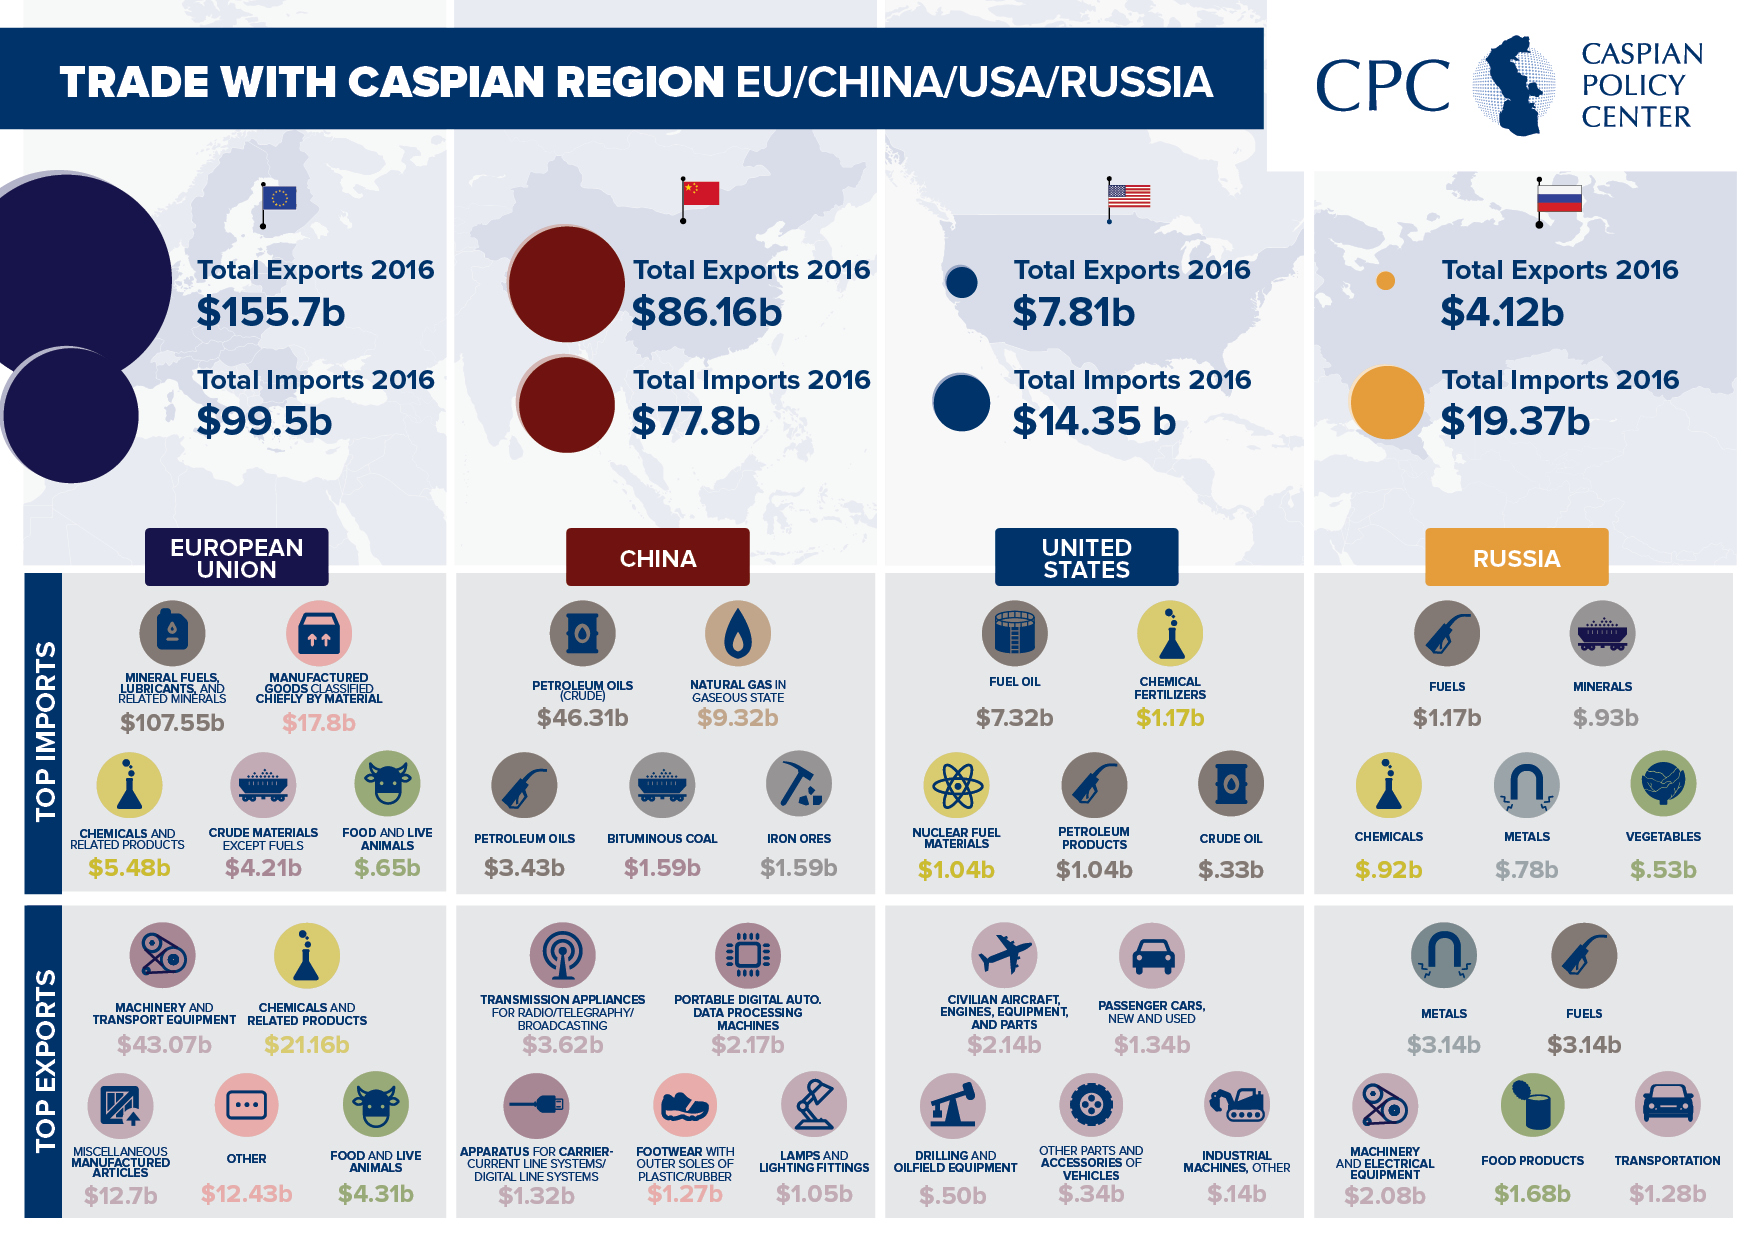 TRADE WITH CASPIAN REGION EU/CHINA/USA/RUSSIA
CPC
CASPIAN
POLICY
CENTER
Total Exports 2016
$155.7b
Total Imports 2016
$99.5b
Total Exports 2016
$86.16b
Total Imports 2016
$77.8b
Total Exports 2016
$7.81b
Total Imports 2016
$14.35 b
Total Exports 2016
$4.12b
Total Imports 2016
$19.37b
EUROPEAN
UNION
CHINA
UNITED
STATES
RUSSIA
TOP IMPORTS
MINERAL FUELS,
LUBRICANTS, AND
RELATED MINERALS
$107.55b
MANUFACTURED
GOODS CLASSIFIED
CHIEFLY BY MATERIAL
$17.8b
CHEMICALS AND
RELATED PRODUCTS
$5.48b
CRUDE MATERIALS
EXCEPT FUELS
$4.21b
FOOD AND LIVE
ANIMALS
$.65b
PETROLEUM OILS
(CRUDE)
$46.31b
NATURAL GAS IN
GASEOUS STATE
$9.32b
PETROLEUM OILS
$3.43b
BITUMINOUS COAL
$1.59b
IRON ORES
$1.59b
FUEL OIL
$7.32b
CHEMICAL
FERTILIZERS
$1.17b
NUCLEAR FUEL
MATERIALS
$1.04b
PETROLEUM
PRODUCTS
$1.04b
CRUDE OIL
$.33b
FUELS
$1.17b
MINERALS
$.93b
CHEMICALS
$.92b
METALS
$.78b
VEGETABLES
$.53b
TOP EXPORTS
MACHINERY AND
TRANSPORT EQUIPMENT
$43.07b
CHEMICALS AND
RELATED PRODUCTS
$21.16b
MISCELLANEOUS
MANUFACTURED
ARTICLES
$12.7b
OTHER
$12.43b
FOOD AND LIVE
ANIMALS
$4.31b
TRANSMISSION APPLIANCES
FOR RADIO/TELEGRAPHY/
BROADCASTING
$3.62b
PORTABLE DIGITAL AUTO.
DATA PROCESSING
MACHINES
$2.17b
APPARATUS FOR CARRIER-
CURRENT LINE SYSTEMS/
DIGITAL LINE SYSTEMS
$1.32b
FOOTWEAR WITH
OUTER SOLES OF
PLASTIC/RUBBER
$1.27b
LAMPS AND
LIGHTING FITTINGS
$1.05b
CIVILIAN AIRCRAFT,
ENGINES, EQUIPMENT,
AND PARTS
$2.14b
PASSENGER CARS,
NEW AND USED
$1.34b
DRILLING AND
OILFIELD EQUIPMENT
$.50b
OTHER PARTS AND
ACCESSORIES OF
VEHICLES
$.34b
INDUSTRIAL
MACHINES, OTHER
$.14b
METALS
$3.14b
FUELS
$3.14b
MACHINERY
AND ELECTRICAL
EQUIPMENT
$2.08b
FOOD PRODUCTS
$1.68b
TRANSPORTATION
$1.28b